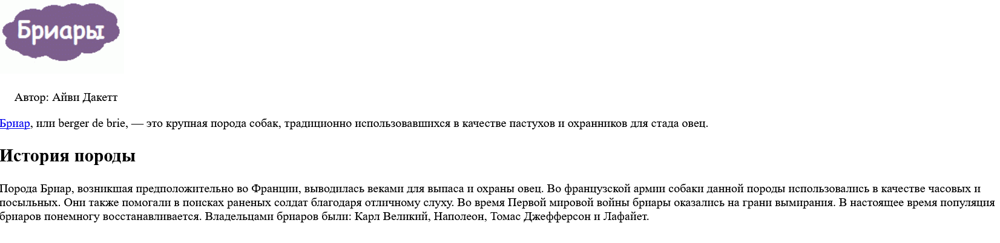 Бриары
Автор: Айви Дакетт
Бриар, или berger de brie, — это крупная порода собак, традиционно использовавшихся в качестве пастухов и охранников для стада овец.
История породы
Порода Бриар, возникшая предположительно во Франции, выводилась веками для выпаса и охраны овец. Во французской армии собаки данной породы использовались в качестве часовых и
посыльных. Они также помогали в поисках раненых солдат благодаря отличному слуху. Во время Первой мировой войны бриары оказались на грани вымирания. В настоящее время популяция
бриаров понемногу восстанавливается. Владельцами бриаров были: Карл Великий, Наполеон, Томас Джефферсон и Лафайет.